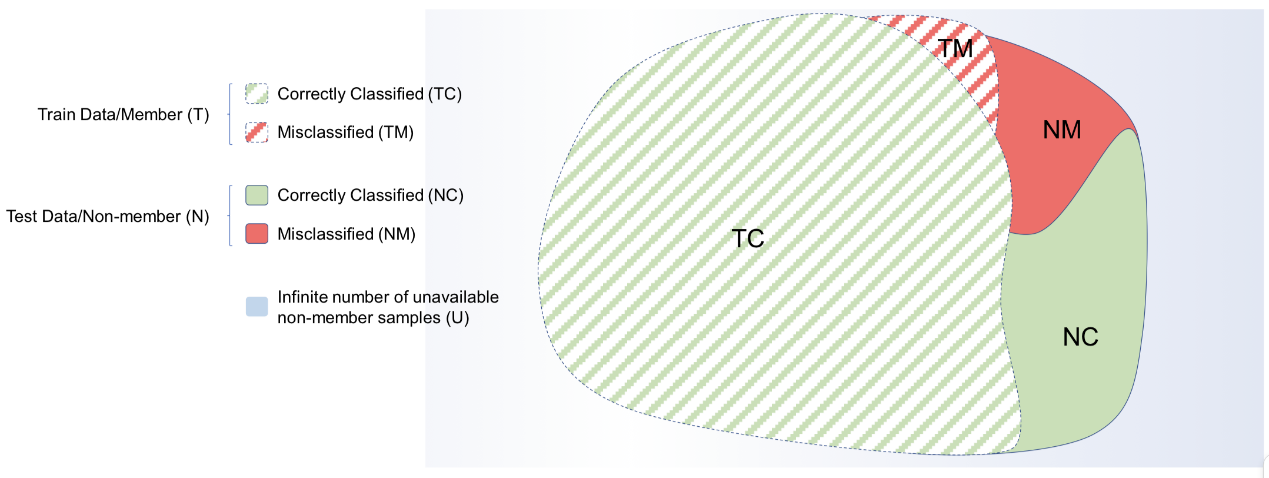 Train Data/Member (T)
Correctly Classified (TC)
Misclassified (TM)
Test Data/Non-member (N)
Correctly Classified (NC)
Misclassified (NM)
Infinite number of unavailable
non-member samples (U)
TM
NM
TC
NC